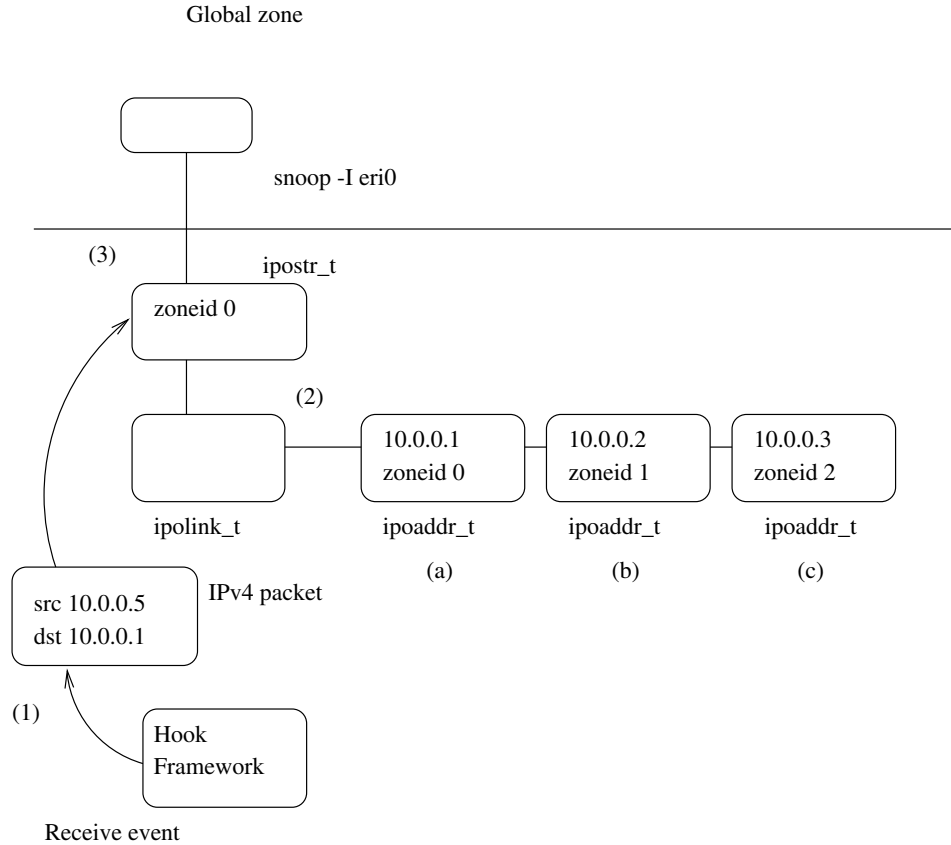 Global zone
snoop -I eri0
(3)
ipostr_t
zoneid 0
(2)
10.0.0.1
zoneid 0
10.0.0.2
zoneid 1
10.0.0.3
zoneid 2
ipolink_t
ipoaddr_t
ipoaddr_t
ipoaddr_t
(a)
(b)
(c)
IPv4 packet
src 10.0.0.5
dst 10.0.0.1
(1)
Hook
Framework
Receive event